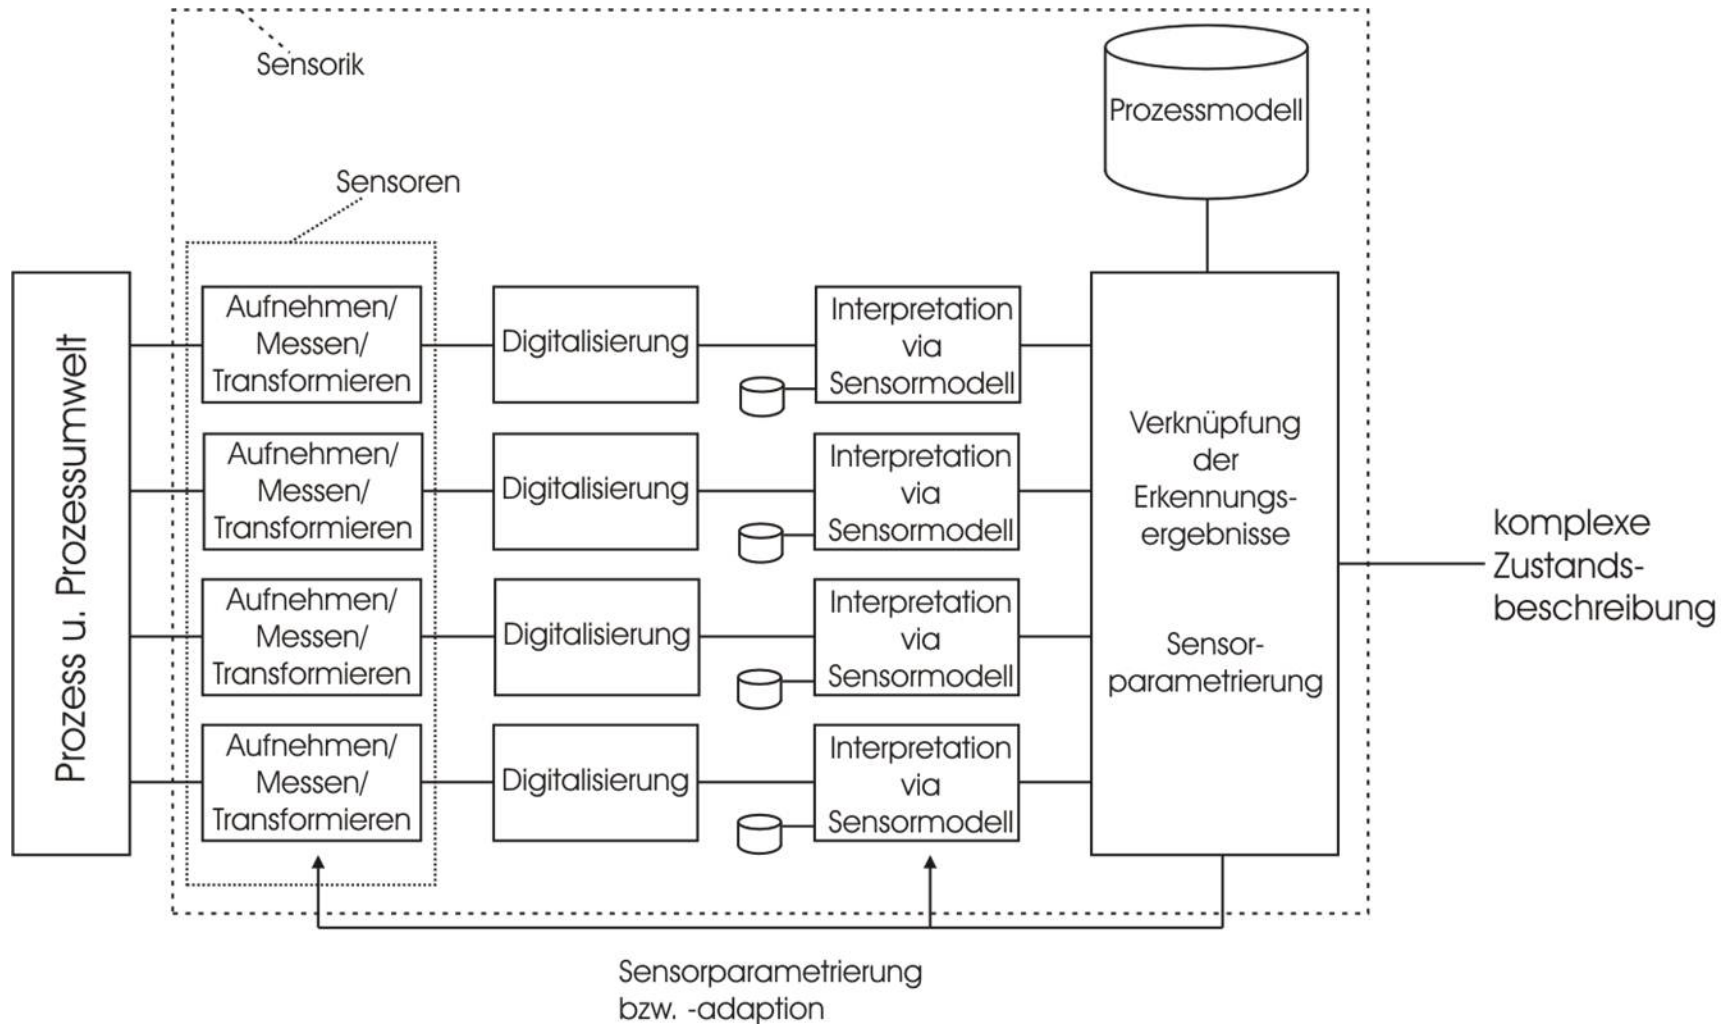 Sensorik
Prozessmodell
Sensoren
Prozess u. Prozessumwelt
Aufnehmen/
Messen/
Transformieren
Digitalisierung
Interpretation
via
Sensormodell
Aufnehmen/
Messen/
Transformieren
Digitalisierung
Interpretation
via
Sensormodell
Aufnehmen/
Messen/
Transformieren
Digitalisierung
Interpretation
via
Sensormodell
Aufnehmen/
Messen/
Transformieren
Digitalisierung
Interpretation
via
Sensormodell
Verknüpfung
der
Erkennungs-
ergebnisse
Sensor-
parametrierung
komplexe
Zustands-
beschreibung
Sensorparametrierung
bzw. -adaption